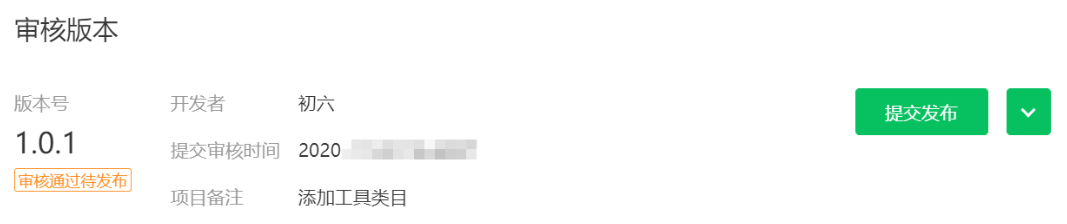 审核版本
版本号
1.0.1
审核通过待发布
开发者 初六
提交审核时间 2020
项目备注 添加工具类目
提交发布